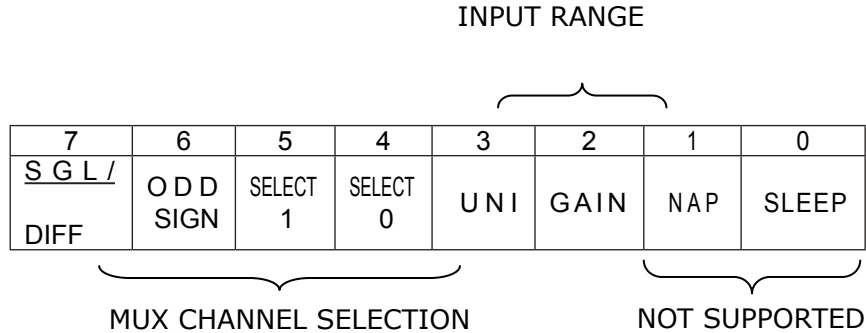 INPUT RANGE
7 6 5 4 3 2 1 0
SGL/
DIFF
ODD
SIGN
SELECT
1
SELECT
0
UNI
GAIN
NAP
SLEEP
MUX CHANNEL SELECTION
NOT SUPPORTED